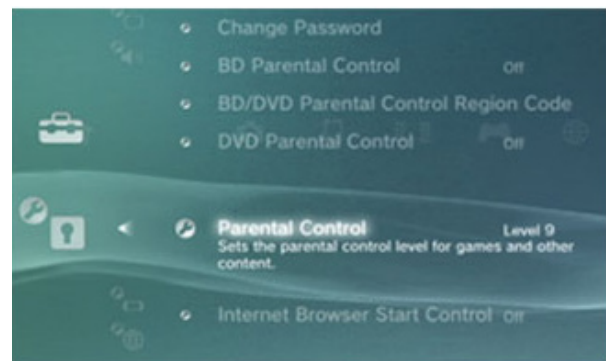 Change Password
BD Parental Control Off
BD/DVD Parental Control Region Code
DVD Parental Control Off
Parental Control Level 9
Sets the parental control level for games and other
content.
Internet Browser Start Control Off